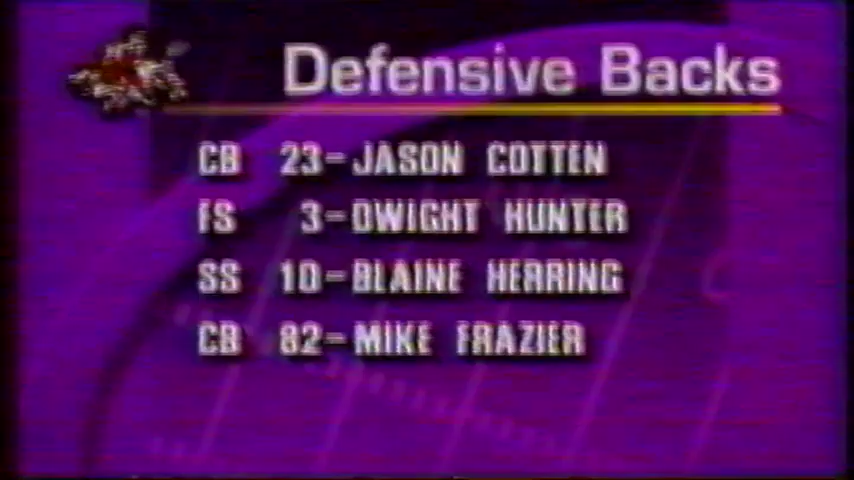 Defensive Backs
CB 23-JASON COTTEN
FS 3-DWIGHT HUNTER
SS 10-BLAINE HERRING
CB 82-MIKE FRAZIER